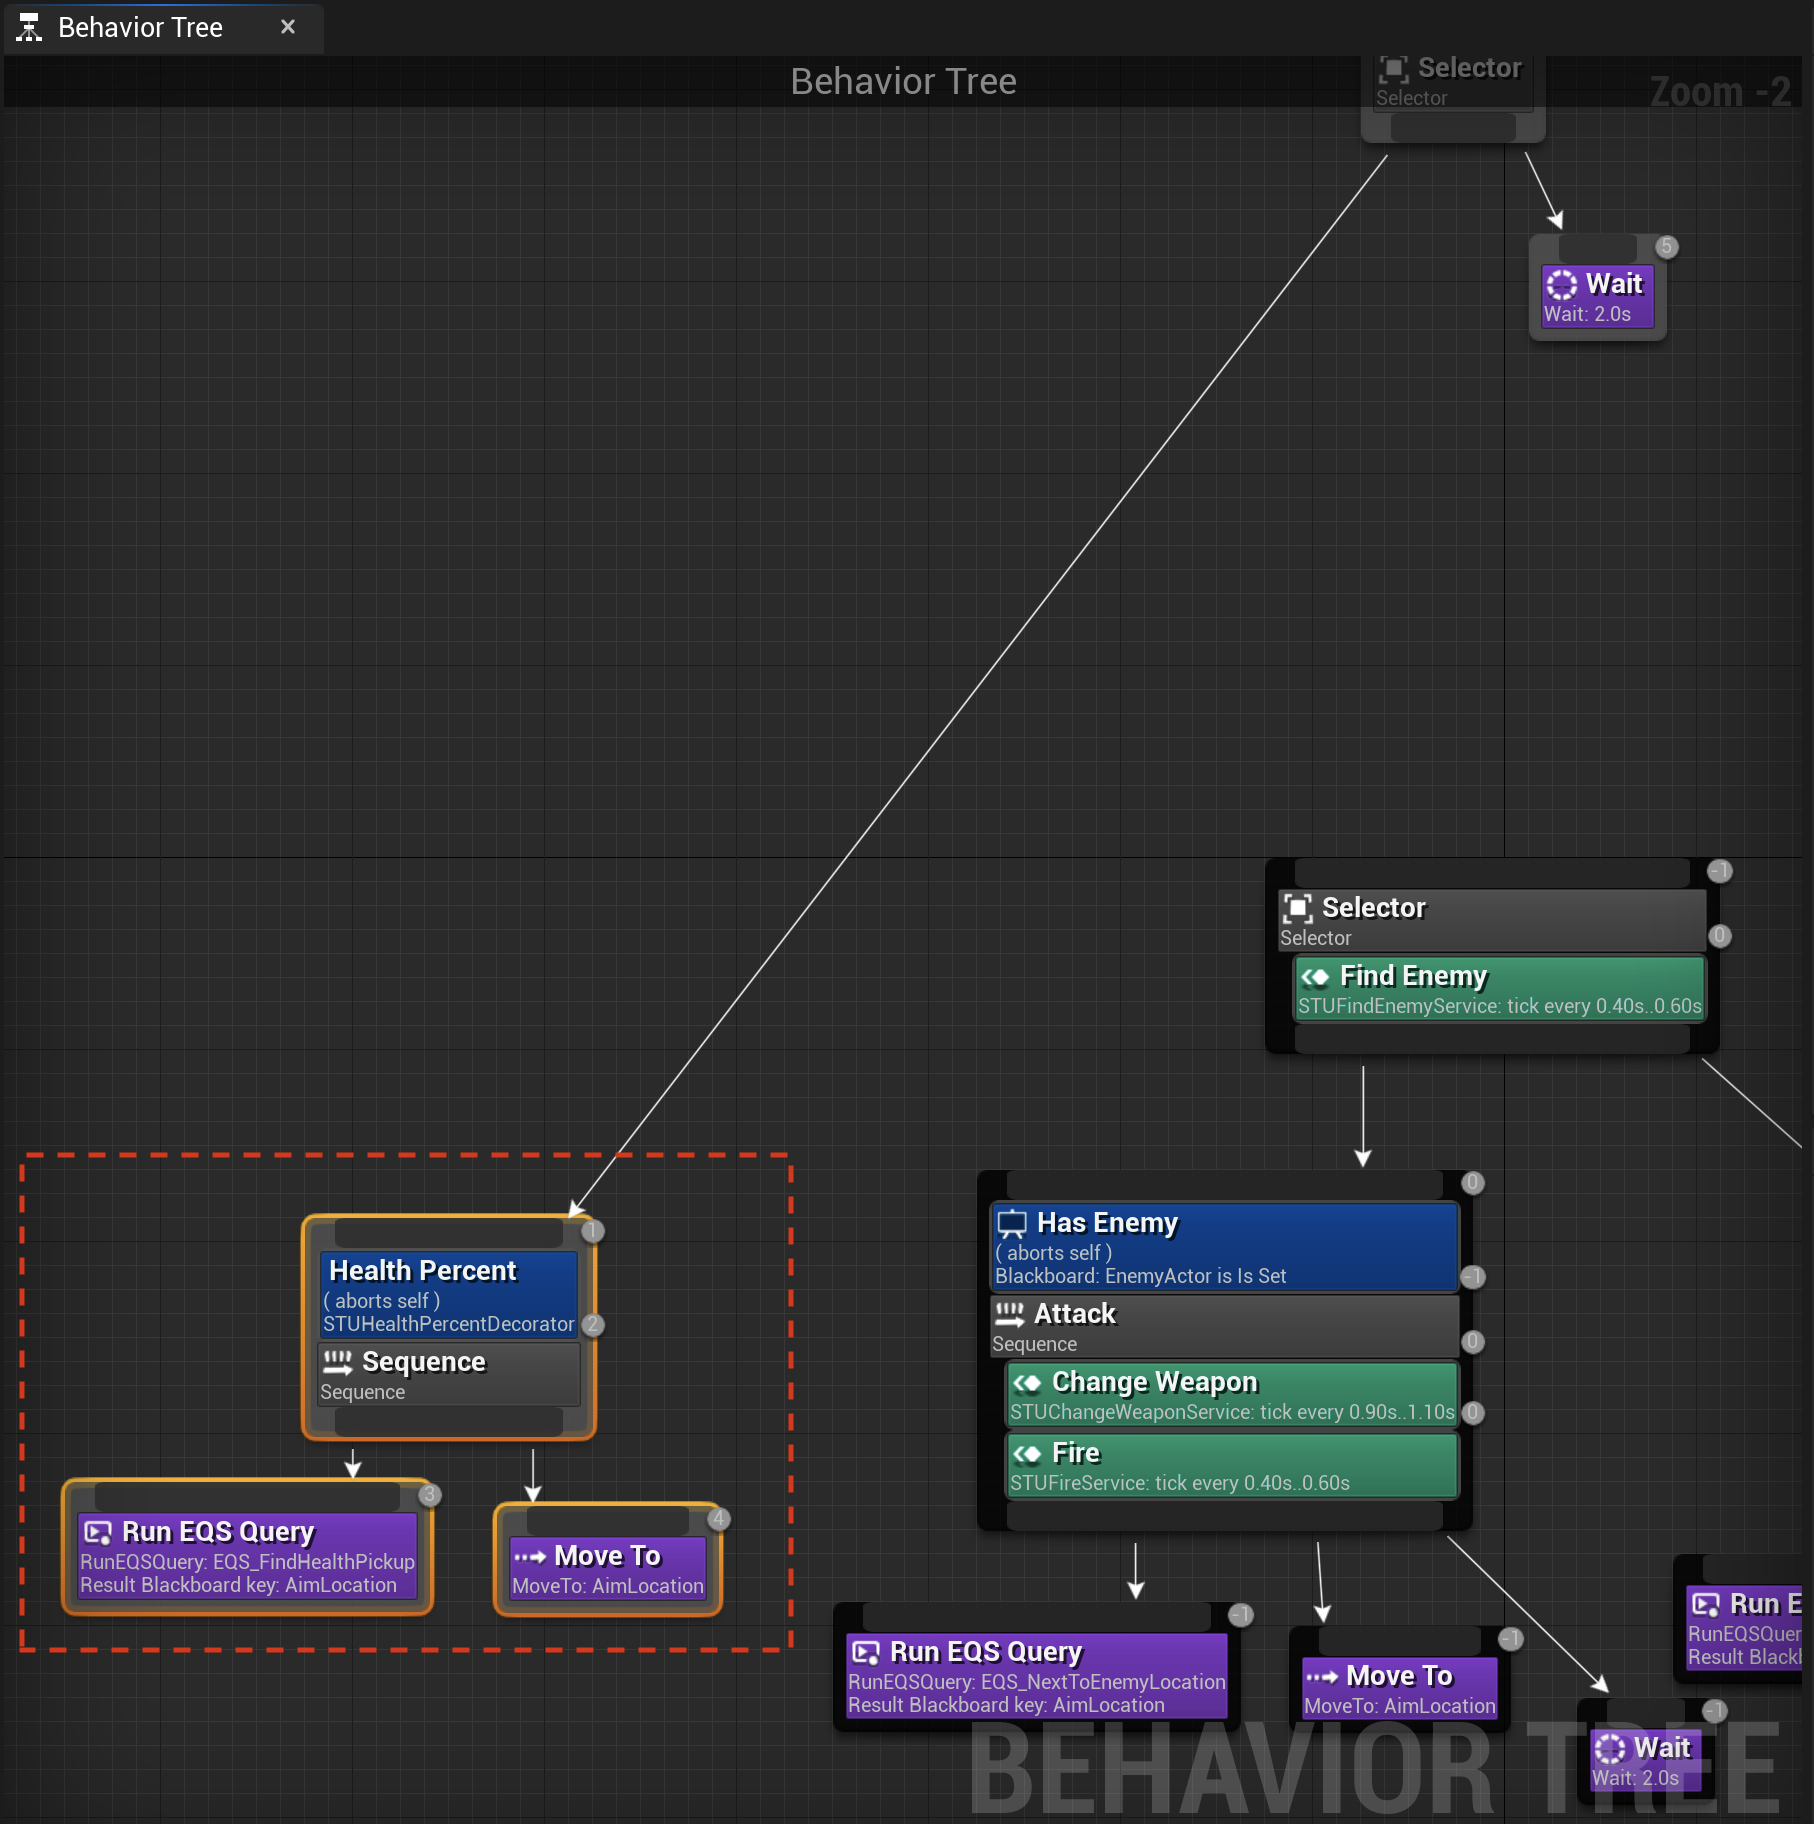 Behavior Tree
Behavior Tree
Zoom -2
Selector
Selector
5
Wait
Wait: 2.0s
-1
Selector
Selector
0
Find Enemy
STUFindEnemyService: tick every 0.40s..0.60s
1
Health Percent
( aborts self )
STUHealthPercentDecorator
2
Sequence
Sequence
3
Run EQS Query
RunEQSQuery: EQS_FindHealthPickup
Result Blackboard key: AimLocation
4
Move To
MoveTo: AimLocation
0
Has Enemy
( aborts self )
Blackboard: EnemyActor is Is Set
-1
Attack
Sequence
0
Change Weapon
STUChangeWeaponService: tick every 0.90s..1.10s
0
Fire
STUFireService: tick every 0.40s..0.60s
-1
Run EQS Query
RunEQSQuery: EQS_NextToEnemyLocation
Result Blackboard key: AimLocation
-1
Move To
MoveTo: AimLocation
-1
Wait
Wait: 2.0s
Run E
RunEQSQuer
Result Blackb
BEHAVIOR TREE